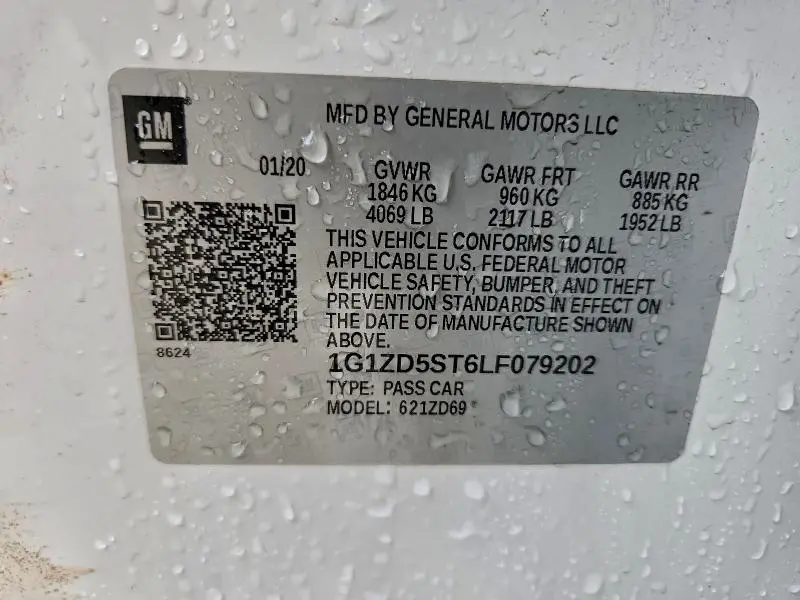 GM
MFD BY GENERAL MOTORS LLC
01/20
GVWR GAWR FRT GAWR RR
1846 KG 960 KG 885 KG
4069 LB 2117 LB 1952 LB
THIS VEHICLE CONFORMS TO ALL
APPLICABLE U.S. FEDERAL MOTOR
VEHICLE SAFETY, BUMPER, AND THEFT
PREVENTION STANDARDS IN EFFECT ON
THE DATE OF MANUFACTURE SHOWN
ABOVE.
8624
1G1ZD5ST6LF079202
TYPE: PASS CAR
MODEL: 621ZD69